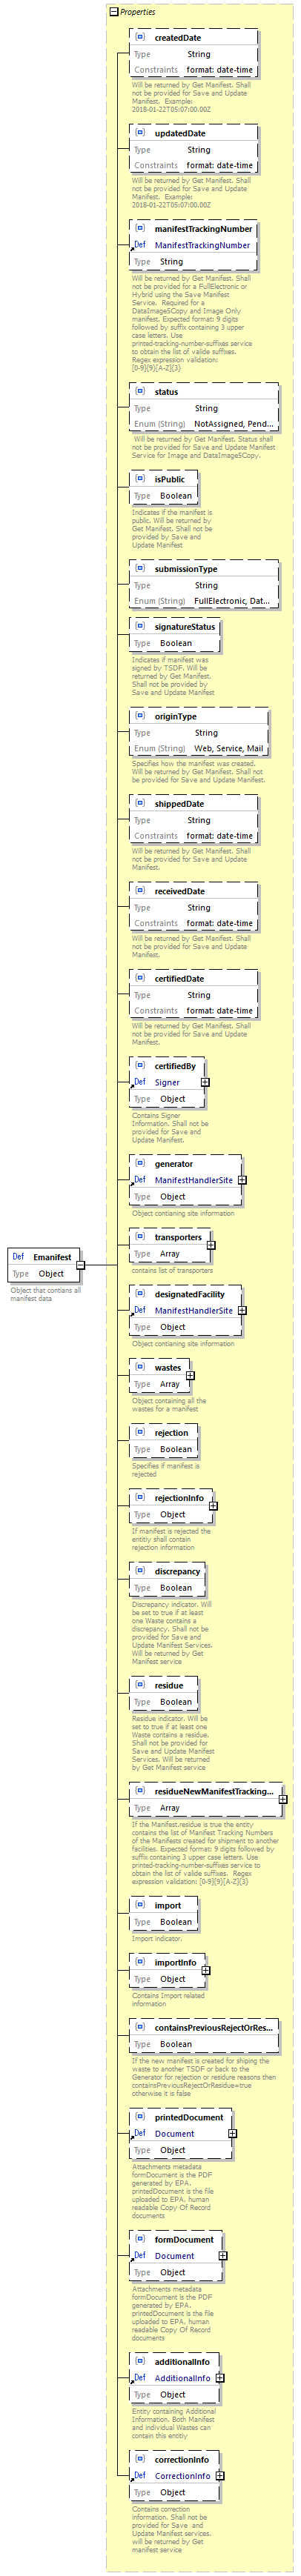 Properties
createdDate
Type String
Constraints format: date-time
Will be returned by Get Manifest. Shall
not be provided for Save and Update
Manifest. Example:
2018-01-22T05:07:00.00Z
updatedDate
Type String
Constraints format: date-time
Will be returned by Get Manifest. Shall
not be provided for Save and Update
Manifest. Example:
2018-01-22T05:07:00.00Z
manifestTrackingNumber
Def ManifestTrackingNumber
Type String
Will be returned by Get Manifest. Shall
not be provided for a FullElectronic or
Hybrid using the Save Manifest
Service. Required for a
DataImage5Copy and Image Only
manifest. Expected format: 9 digits
followed by suffix containing 3 upper
case letters. Use
printed-tracking-number-suffixes service
to obtain the list of valide suffixes.
Regex expression validation:
[0-9]{9}[A-Z]{3}
status
Type String
Enum (String) NotAssigned, Pend...
Will be returned by Get Manifest. Status shall
not be provided for Save and Update Manifest
Service for Image and DataImage5Copy.
isPublic
Type Boolean
Indicates if the manifest is
public. Will be returned by
Get Manifest. Shall not be
provided by Save and
Update Manifest
submissionType
Type String
Enum (String) FullElectronic, Dat...
signatureStatus
Type Boolean
Indicates if manifest was
signed by TSDF. Will be
returned by Get Manifest.
Shall not be provided by
Save and Update Manifest
originType
Type String
Enum (String) Web, Service, Mail
Specifies how the manifest was created.
Will be returned by Get Manifest. Shall not
be provided for Save and Update Manifest.
shippedDate
Type String
Constraints format: date-time
Will be returned by Get Manifest. Shall
not be provided for Save and Update
Manifest.
receivedDate
Type String
Constraints format: date-time
Will be returned by Get Manifest. Shall
not be provided for Save and Update
Manifest.
certifiedDate
Type String
Constraints format: date-time
Will be returned by Get Manifest. Shall
not be provided for Save and Update
Manifest.
certifiedBy
Def Signer
Type Object
Contains Signer
Information. Shall not be
provided for Save and
Update Manifest.
generator
Def ManifestHandlerSite
Type Object
Object contianing site information
transporters
Type Array
contains list of transporters
Def Emanifest
Type Object
Object that contiens all
manifest data
designatedFacility
Def ManifestHandlerSite
Type Object
Object contianing site information
wastes
Type Array
Object containing all the
wastes for a manifest
rejection
Type Boolean
Specifies if manifest is
rejected
rejectionInfo
Type Object
If manifest is rejected the
entitiy shall contain
rejection information
discrepancy
Type Boolean
Discrepancy indicator. Will
be set to true if at least
one Waste contains a
discrepancy. Shall not be
provided for Save and
Update Manifest Services.
Will be returned by Get
Manifest service
residue
Type Boolean
Residue indicator. Will be
set to true if at least one
Waste contains a residue.
Shall not be provided for
Save and Update Manifest
Services. Will be returned
by Get Manifest service
residueNewManifestTracking...
Type Array
If the Manifest.residue is true the entity
contains the list of Manifest Tracking Numbers
of the Manifests created for shipment to another
facilities. Expected format: 9 digits followed by
suffix containing 3 upper case letters. Use
printed-tracking-number-suffixes service to
obtain the list of valide suffixes. Regex
expression validation: [0-9]{9}[A-Z]{3}
import
Type Boolean
Import indicator.
importInfo
Type Object
Contains Import related
information
containsPreviousRejectOrRes...
Type Boolean
If the new manifest is created for shiping the
waste to another TSDF or back to the
Generator for rejection or residue reasons then
containsPreviousRejectOrResidue=true
otherwise it is false
printedDocument
Def Document
Type Object
Attachments metadata
formDocument is the PDF
generated by EPA.
printedDocument is the file
uploaded to EPA, human
readable Copy Of Record
documents
formDocument
Def Document
Type Object
Attachments metadata
formDocument is the PDF
generated by EPA.
printedDocument is the file
uploaded to EPA, human
readable Copy Of Record
documents
additionalInfo
Def AdditionalInfo
Type Object
Entity containing Additional
Information. Both Manifest
and individual Wastes can
contain this entitiy
correctionInfo
Def CorrectionInfo
Type Object
Contains correction
information. Shall not be
provided for Save and
Update Manifest services.
will be returned by Get
manifest service